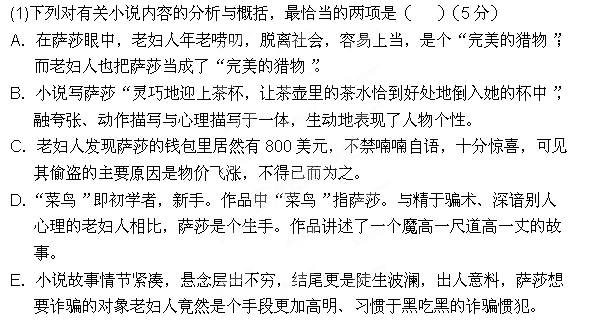 (1)下列对有关小说内容的分析与概括，最恰当的两项是（　　）（5分）
A．在萨莎眼中，老妇人年老唠叨，脱离社会，容易上当，是个“完美的猎物”；
而老妇人也把萨莎当成了“完美的猎物”。
B．小说写萨莎“灵巧地迎上茶杯，让茶壶里的茶水恰到好处地倒入她的杯中”，
融夸张、动作描写与心理描写于一体，生动地表现了人物个性。
C．老妇人发现萨莎的钱包里居然有800美元，不禁喃喃自语，十分惊喜，可见
其偷盗的主要原因是物价飞涨，不得已而为之。
D．“菜鸟”即初学者，新手。作品中“菜鸟”指萨莎。与精于骗术、深谙别人
心理的老妇人相比，萨莎是个生手。作品讲述了一个魔高一尺道高一丈的故
事。
E．小说故事情节紧凑，悬念层出不穷，结尾更是陡生波澜，出人意料，萨莎想
要诈骗的对象老妇人竟然是个手段更加高明、习惯于黑吃黑的诈骗惯犯。